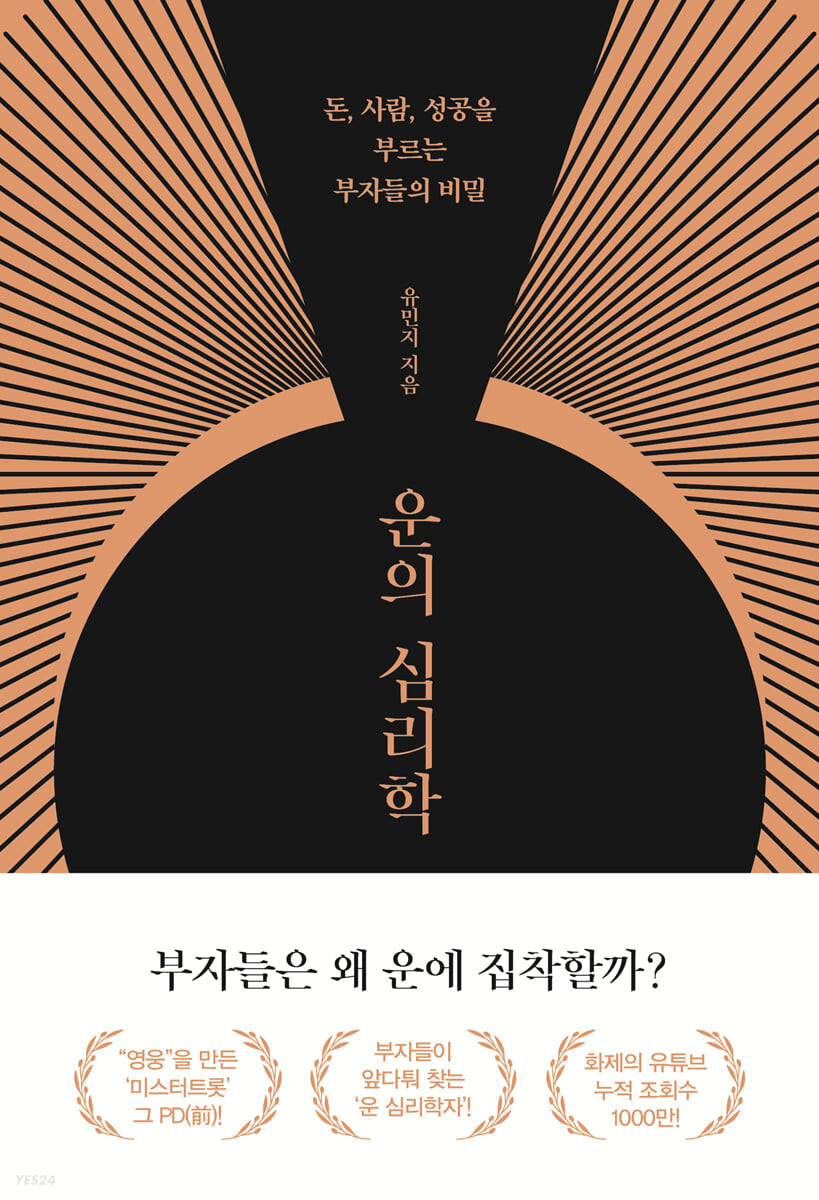 돈, 사람, 성공을
부르는
부자들의 비밀
유민지 지음
운의 심리학
부자들은 왜 운에 집착할까?
“영웅”을 만든
‘미스터트롯’
그 PD(前)!
부자들이
앞다퉈 찾는
‘운 심리학자’!
화제의 유튜브
누적 조회수
1000만!
YES24